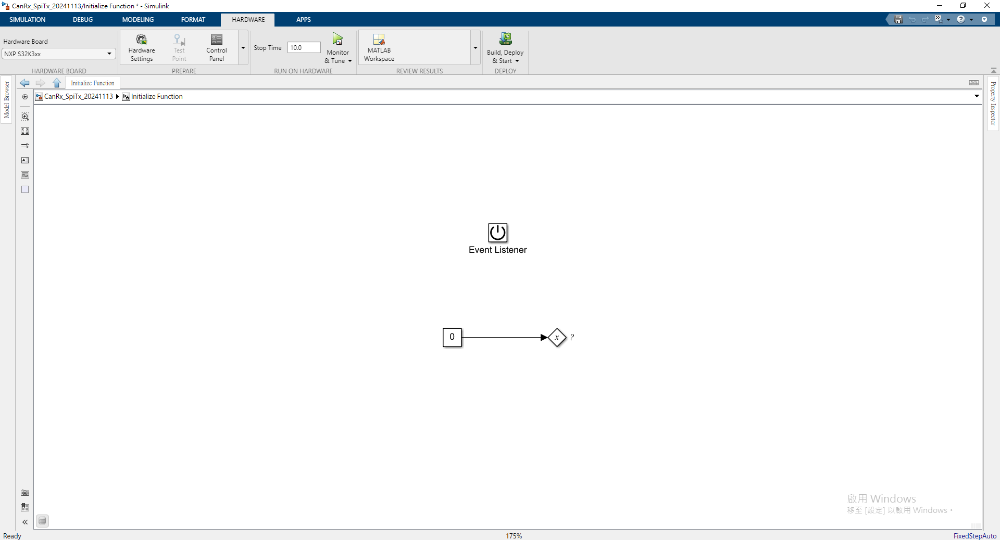 CanRx_SpiTx_20241113/Initialize Function * - Simulink
SIMULATION DEBUG MODELING FORMAT HARDWARE APPS
Hardware Board
NXP S32K3xx
HARDWARE BOARD
Hardware
Settings
Test
Point
Control
Panel
PREPARE
Stop Time 10.0
Monitor
& Tune
RUN ON HARDWARE
MATLAB
Workspace
REVIEW RESULTS
Build, Deploy
& Start
DEPLOY
Model Browser
Initialize Function
CanRx_SpiTx_20241113 Initialize Function
Property Inspector
Event Listener
0
x ?
啟用 Windows
移至 [設定] 以啟用 Windows。
Ready 175% FixedStepAuto